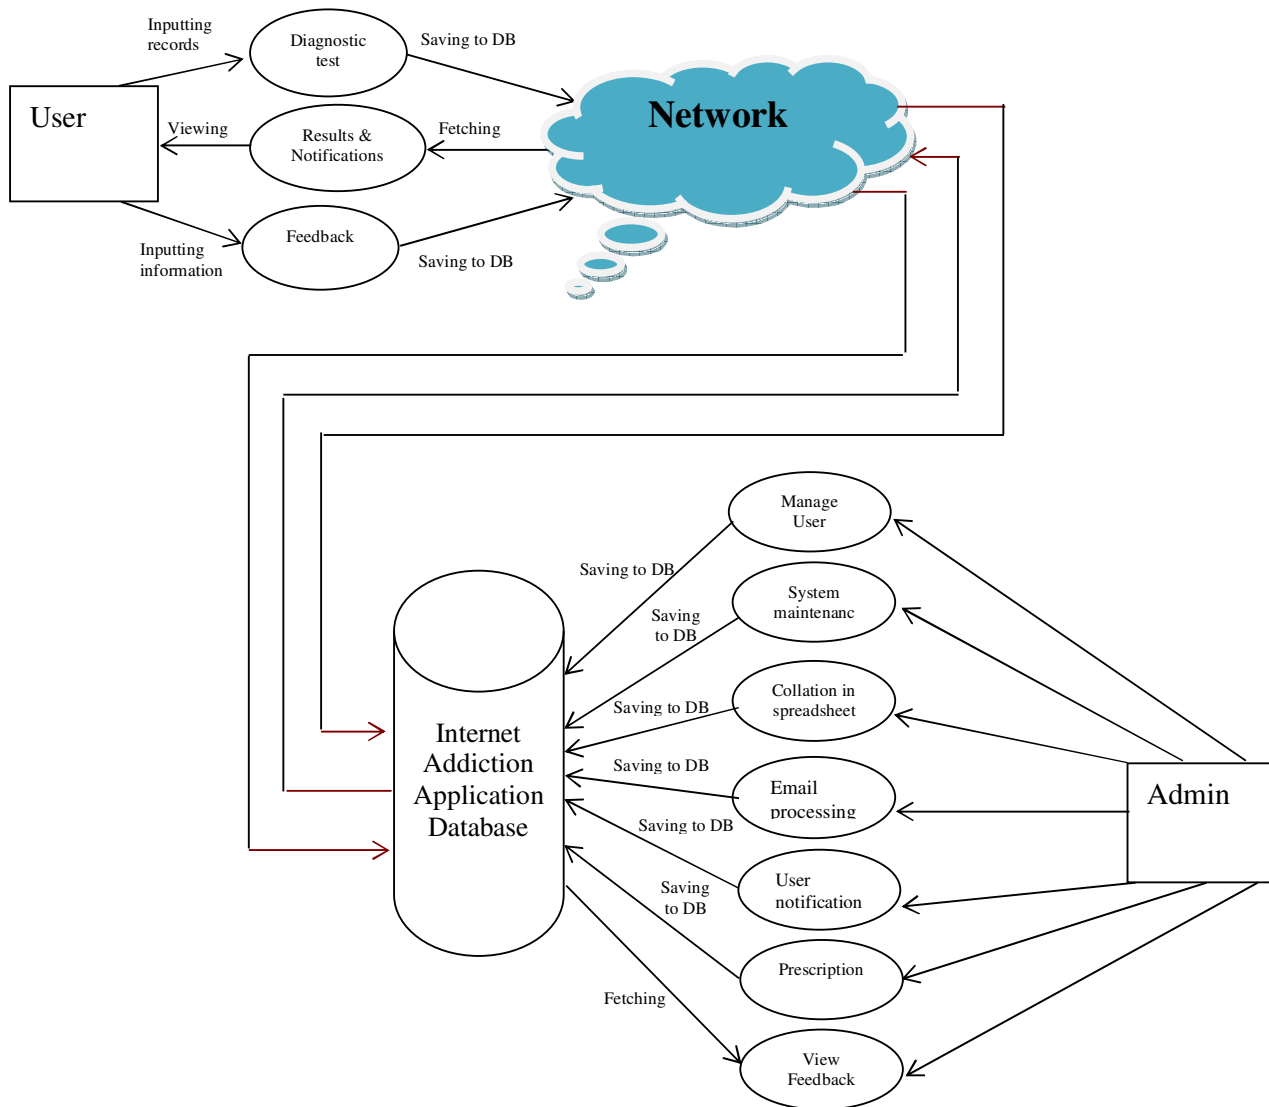 Inputting
records
Diagnostic
test
Saving to DB
User
Viewing
Results &
Notifications
Fetching
Network
Inputting
information
Feedback
Saving to DB
Manage
User
Saving to DB
System
maintenanc
Saving
to DB
Collation in
spreadsheet
Saving to DB
Internet
Addiction
Application
Database
Email
processing
Saving to DB
Admin
Saving to DB
User
notification
Saving
to DB
Prescription
Fetching
View
Feedback